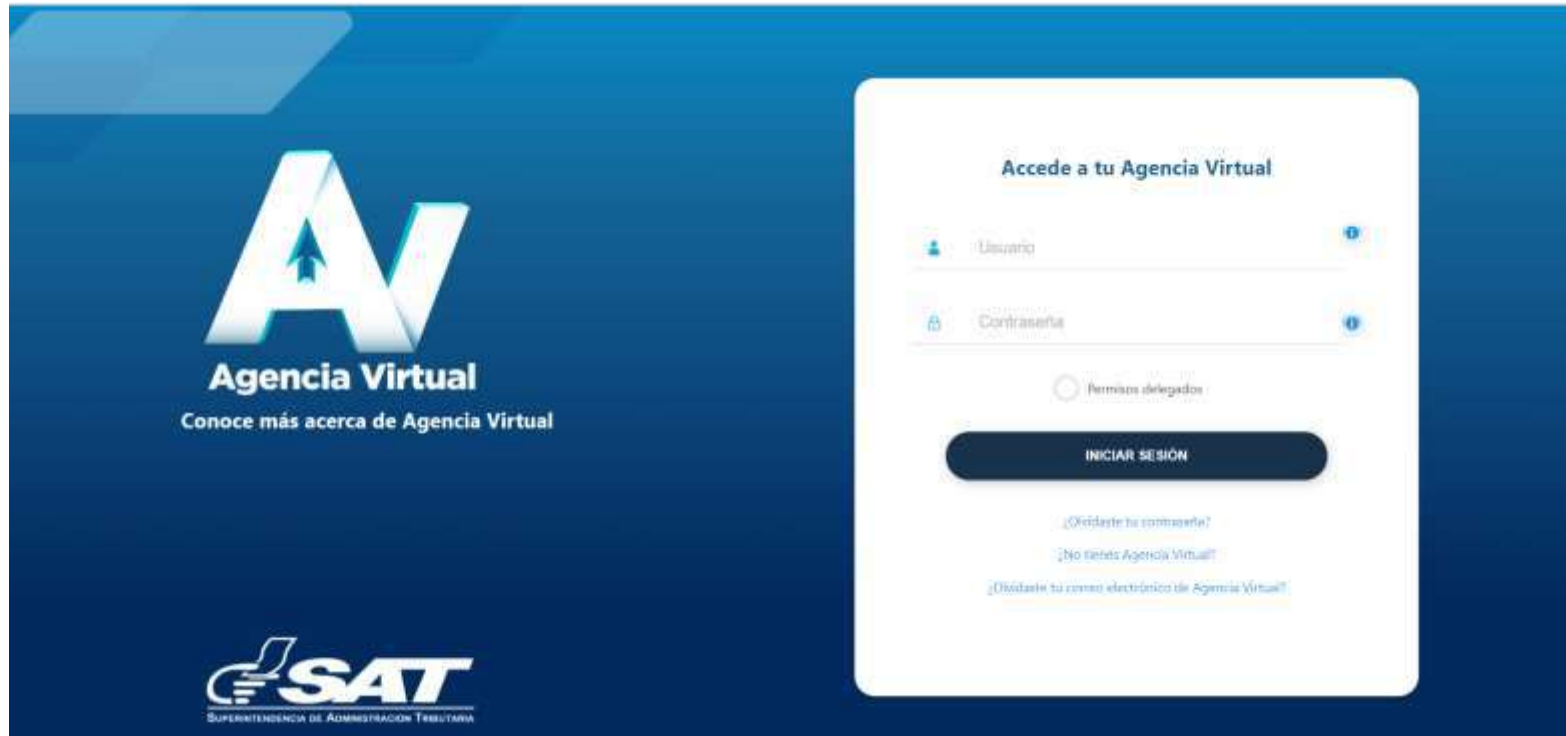 Accede a tu Agencia Virtual
Usuario
Contraseña
Permisos delegados
INICIAR SESIÓN
¿Olvidaste tu contraseña?
¿No tienes Agencia Virtual?
¿Olvidaste tu correo electrónico de Agencia Virtual?
AV
Agencia Virtual
Conoce más acerca de Agencia Virtual
SAT
SUPERINTENDENCIA DE ADMINISTRACIÓN TRIBUTARIA